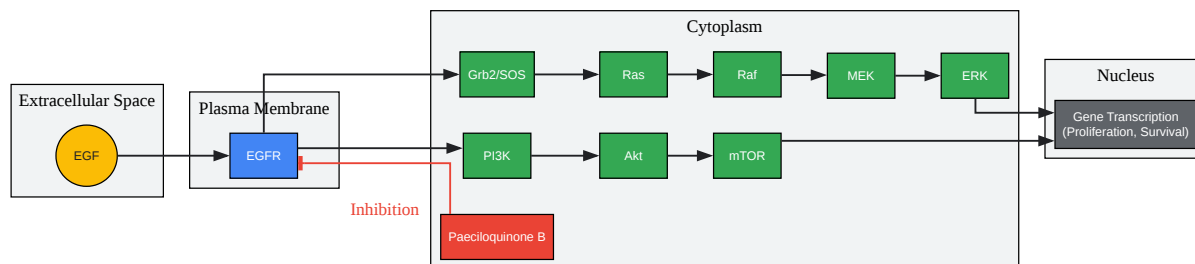 Cytoplasm
Extracellular Space
Plasma Membrane
Nucleus
EGF
EGFR
Grb2/SOS
Ras
Raf
MEK
ERK
Gene Transcription
(Proliferation, Survival)
PI3K
Akt
mTOR
Inhibition
Paeciloquinone B